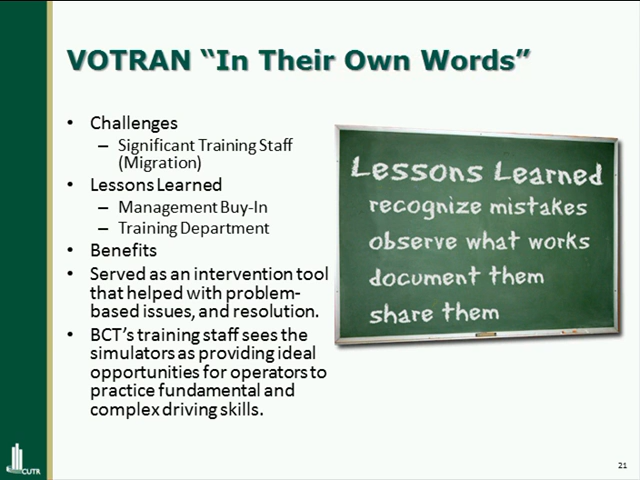 VOTRAN “In Their Own Words”
• Challenges
– Significant Training Staff
(Migration)
• Lessons Learned
– Management Buy-In
– Training Department
• Benefits
• Served as an intervention tool
that helped with problem-
based issues, and resolution.
• BCT’s training staff sees the
simulators as providing ideal
opportunities for operators to
practice fundamental and
complex driving skills.
Lessons Learned
recognize mistakes
observe what works
document them
share them
CUTR
21